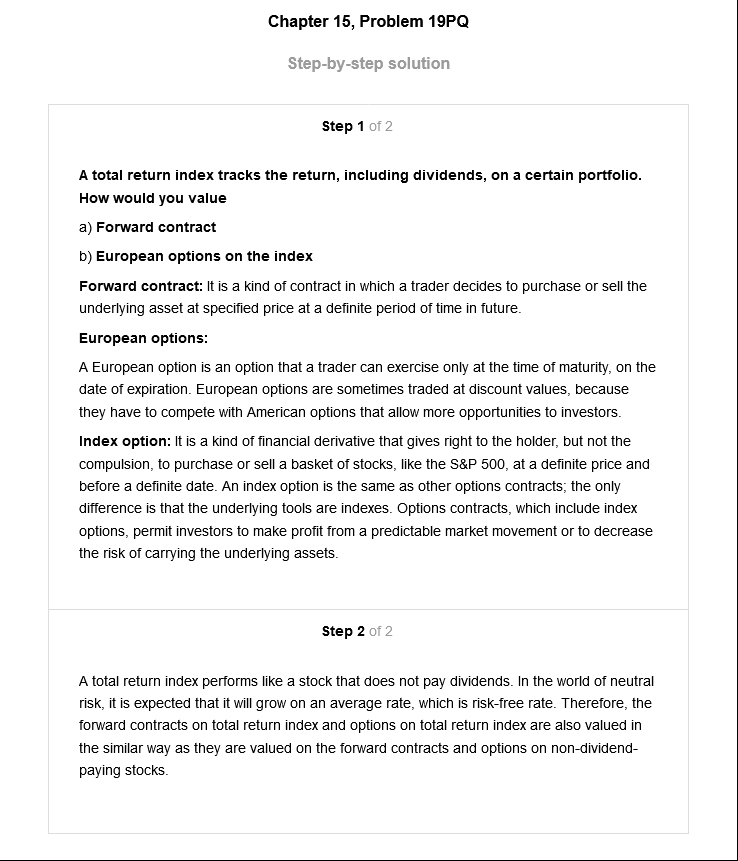 Chapter 15, Problem 19PQ
Step-by-step solution
Step 1 of 2
A total return index tracks the return, including dividends, on a certain portfolio.
How would you value
a) Forward contract
b) European options on the index
Forward contract: It is a kind of contract in which a trader decides to purchase or sell the
underlying asset at specified price at a definite period of time in future.
European options:
A European option is an option that a trader can exercise only at the time of maturity, on the
date of expiration. European options are sometimes traded at discount values, because
they have to compete with American options that allow more opportunities to investors.
Index option: It is a kind of financial derivative that gives right to the holder, but not the
compulsion, to purchase or sell a basket of stocks, like the S&P 500, at a definite price and
before a definite date. An index option is the same as other options contracts; the only
difference is that the underlying tools are indexes. Options contracts, which include index
options, permit investors to make profit from a predictable market movement or to decrease
the risk of carrying the underlying assets.
Step 2 of 2
A total return index performs like a stock that does not pay dividends. In the world of neutral
risk, it is expected that it will grow on an average rate, which is risk-free rate. Therefore, the
forward contracts on total return index and options on total return index are also valued in
the similar way as they are valued on the forward contracts and options on non-dividend-
paying stocks.